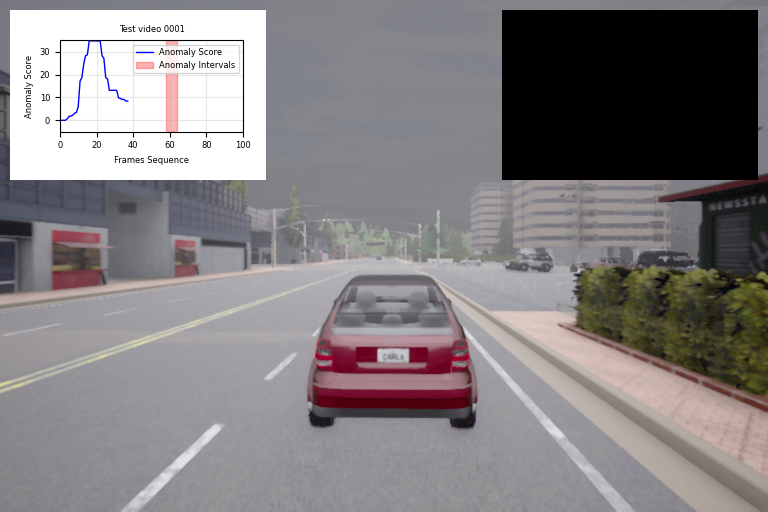 Test video 0001
Anomaly Score
Anomaly Intervals
Anomaly Score
30
20
10
0
0 20 40 60 80 100
Frames Sequence
NEWSSTA
CARLA